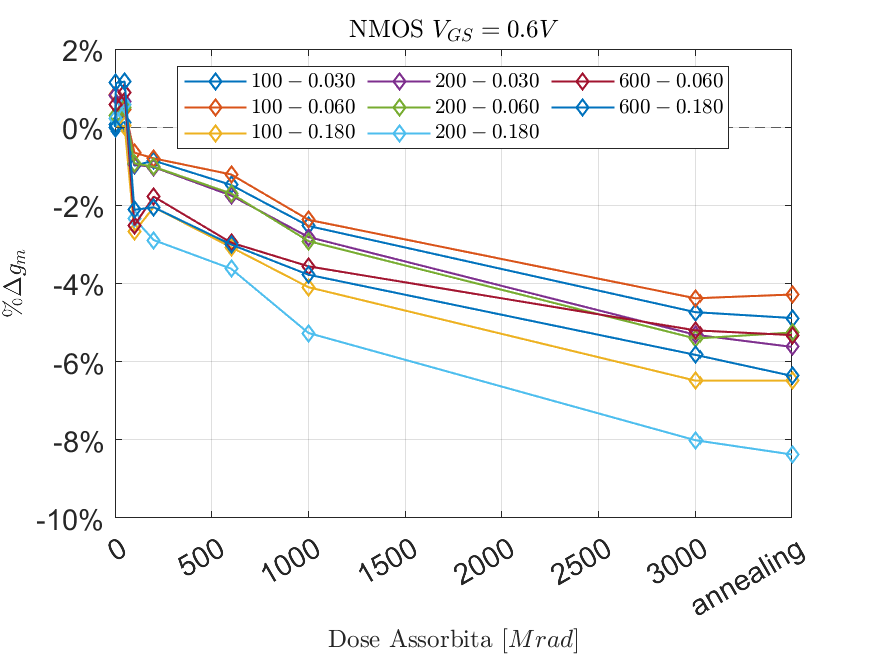 NMOS V_{GS} = 0.6V
2%
0%
-2%
-4%
-6%
-8%
-10%
%Δg_m
100 − 0.030 200 − 0.030 600 − 0.060
100 − 0.060 200 − 0.060 600 − 0.180
100 − 0.180 200 − 0.180
0 500 1000 1500 2000 2500 3000 annealing
Dose Assorbita [Mrad]